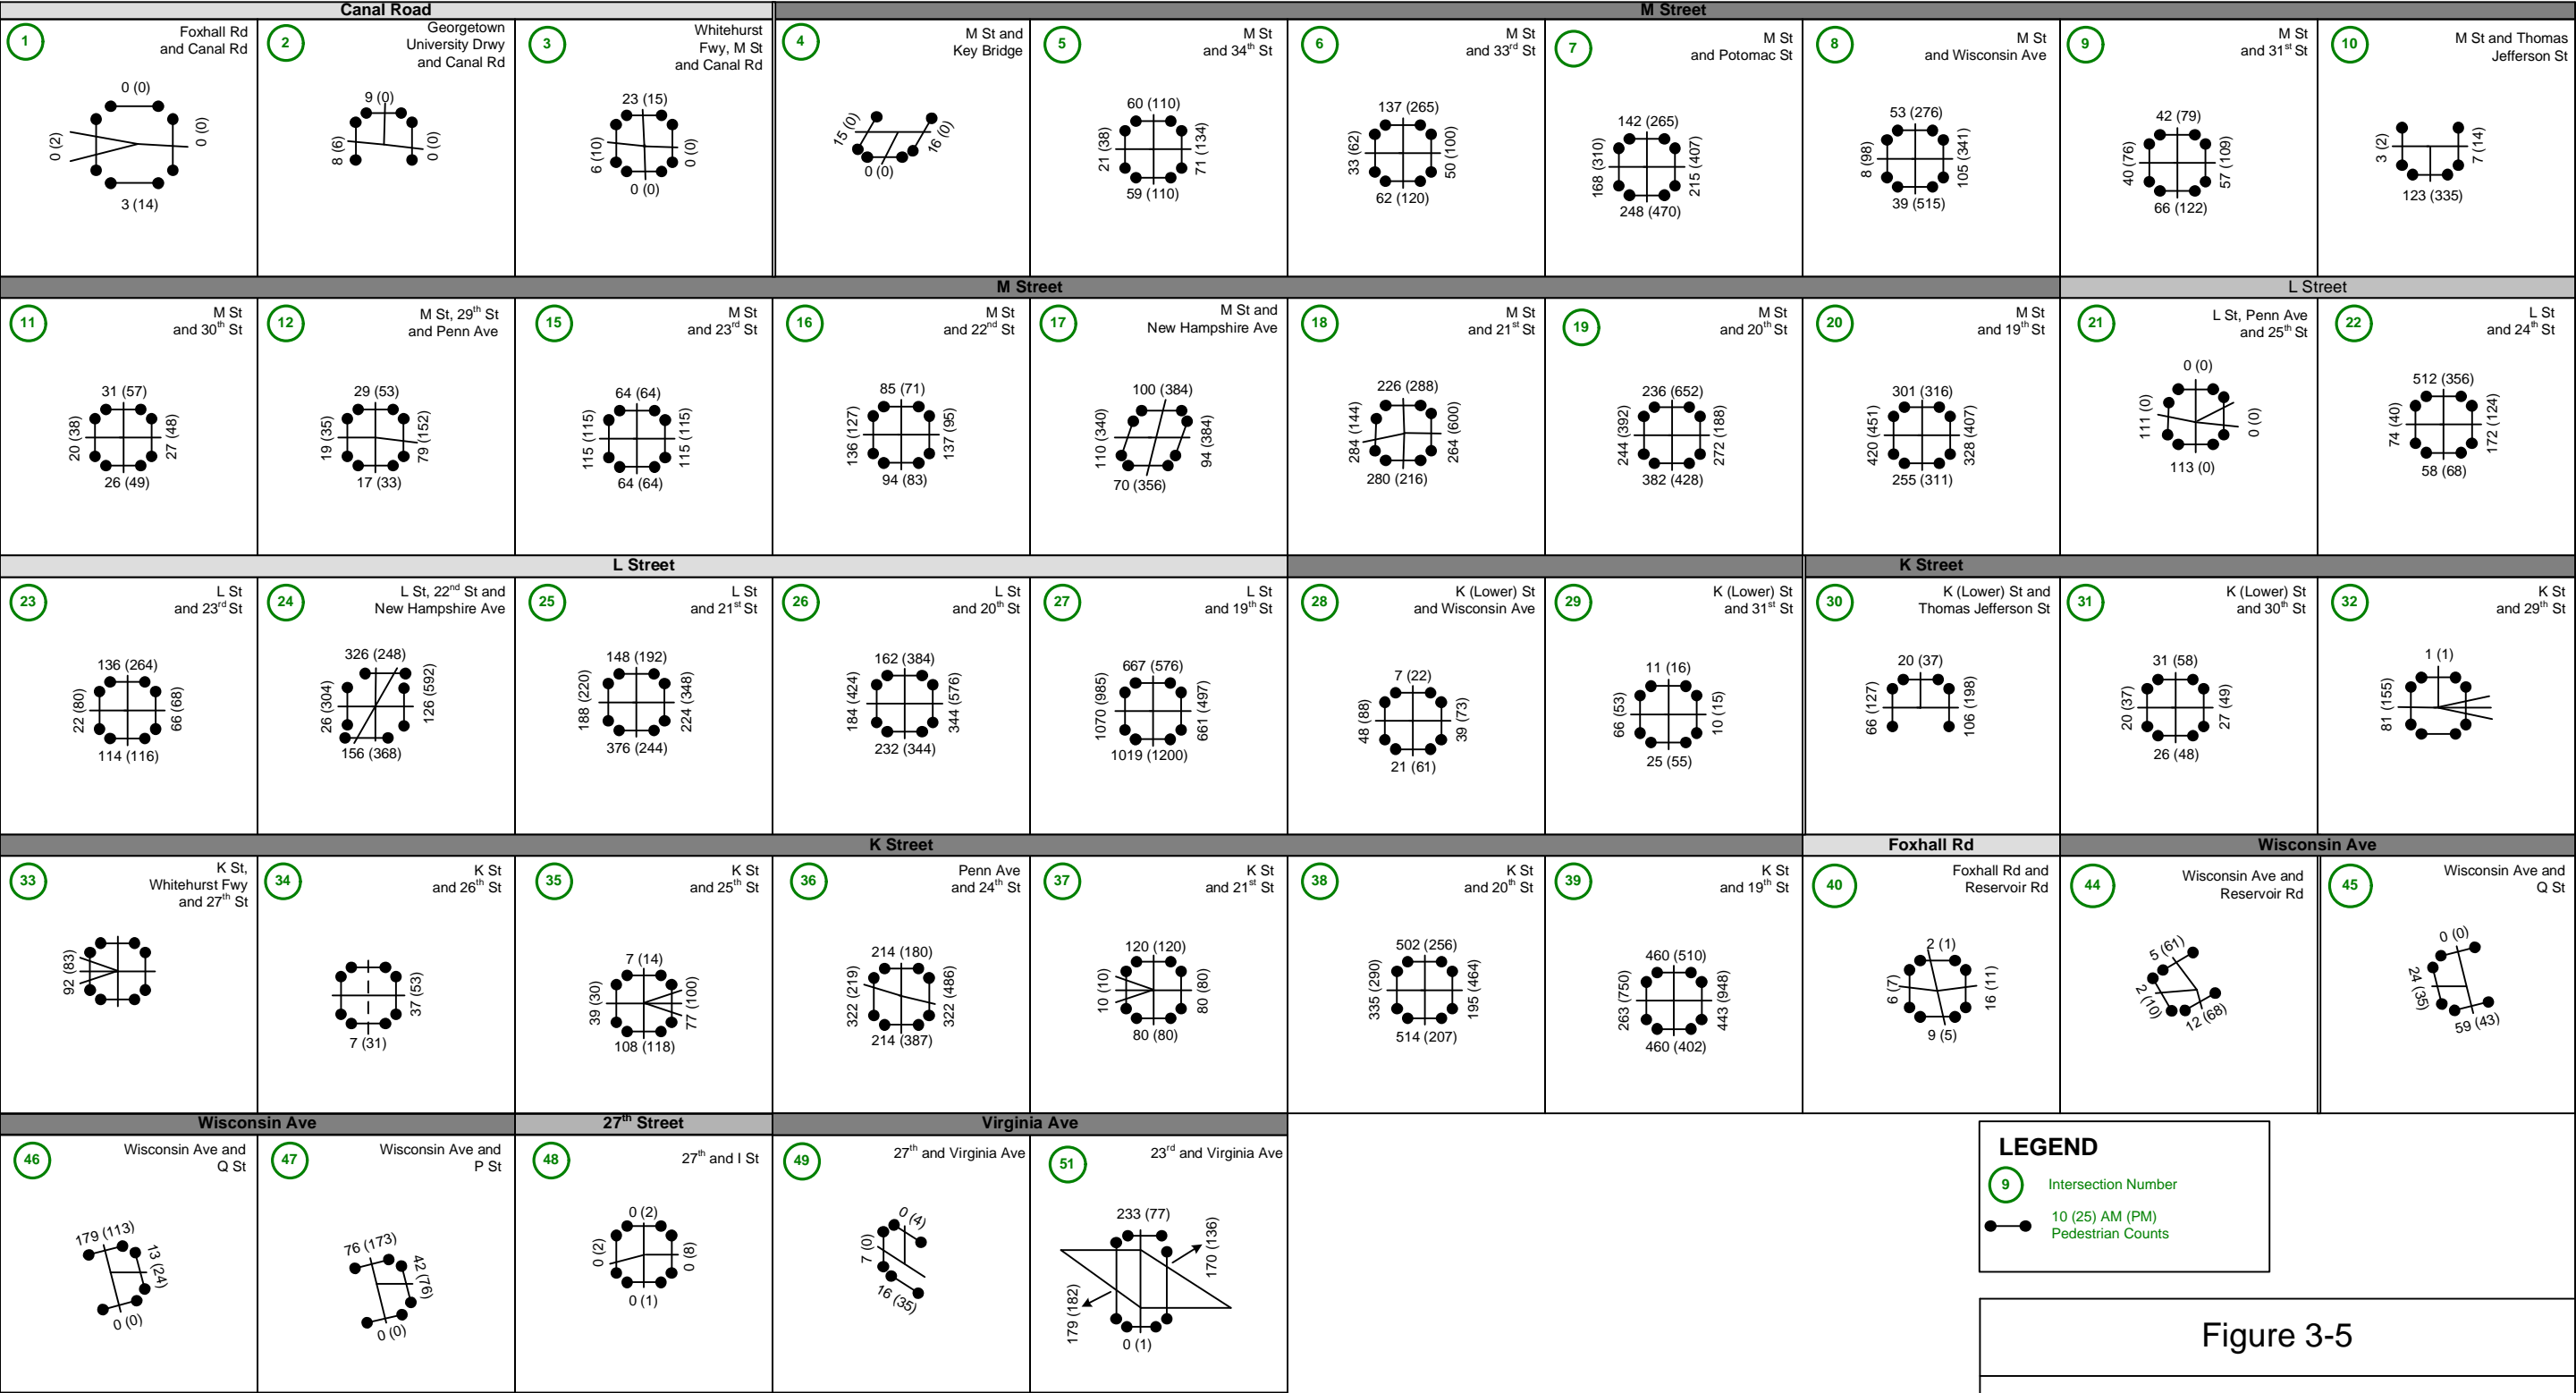 Canal Road
M Street
1
Foxhall Rd
and Canal Rd
0 (0)
0 (2)
0 (0)
3 (14)
2
Georgetown
University Drwy
and Canal Rd
9 (0)
8 (6)
0 (0)
3
Whitehurst
Fwy, M St
and Canal Rd
23 (15)
6 (10)
0 (0)
0 (0)
4
M St and
Key Bridge
15 (0)
16 (0)
0 (0)
5
M St
and 34th St
60 (110)
21 (38)
71 (134)
59 (110)
6
M St
and 33rd St
137 (265)
33 (62)
50 (100)
62 (120)
7
M St
and Potomac St
142 (265)
168 (310)
215 (407)
248 (470)
8
M St
and Wisconsin Ave
53 (276)
8 (98)
105 (341)
39 (515)
9
M St
and 31st St
42 (79)
40 (76)
57 (109)
66 (122)
10
M St and Thomas
Jefferson St
3 (2)
7 (14)
123 (335)
M Street
L Street
11
M St
and 30th St
31 (57)
20 (38)
27 (48)
26 (49)
12
M St, 29th St
and Penn Ave
29 (53)
19 (35)
79 (152)
17 (33)
15
M St
and 23rd St
64 (64)
115 (115)
115 (115)
64 (64)
16
M St
and 22nd St
85 (71)
136 (127)
137 (95)
94 (83)
17
M St and
New Hampshire Ave
100 (384)
110 (340)
94 (384)
70 (356)
18
M St
and 21st St
226 (288)
284 (144)
264 (600)
280 (216)
19
M St
and 20th St
236 (652)
244 (392)
272 (188)
382 (428)
20
M St
and 19th St
301 (316)
420 (451)
328 (407)
255 (311)
21
L St, Penn Ave
and 25th St
0 (0)
111 (0)
0 (0)
113 (0)
22
L St
and 24th St
512 (356)
74 (40)
172 (124)
58 (68)
L Street
K Street
23
L St
and 23rd St
136 (264)
22 (80)
66 (68)
114 (116)
24
L St, 22nd St and
New Hampshire Ave
326 (248)
26 (304)
126 (592)
156 (368)
25
L St
and 21st St
148 (192)
188 (220)
224 (348)
376 (244)
26
L St
and 20th St
162 (384)
184 (424)
344 (576)
232 (344)
27
L St
and 19th St
667 (576)
1070 (985)
661 (497)
1019 (1200)
28
K (Lower) St
and Wisconsin Ave
7 (22)
48 (88)
39 (73)
21 (61)
29
K (Lower) St
and 31st St
11 (16)
66 (53)
10 (15)
25 (55)
30
K (Lower) St and
Thomas Jefferson St
20 (37)
66 (127)
106 (198)
31
K (Lower) St
and 30th St
31 (58)
20 (37)
27 (49)
26 (48)
32
K St
and 29th St
1 (1)
81 (155)
K Street
Foxhall Rd
Wisconsin Ave
33
K St,
Whitehurst Fwy
and 27th St
92 (83)
34
K St
and 26th St
37 (53)
7 (31)
35
K St
and 25th St
7 (14)
39 (30)
77 (100)
108 (118)
36
Penn Ave
and 24th St
214 (180)
322 (219)
322 (486)
214 (387)
37
K St
and 21st St
120 (120)
10 (10)
80 (80)
80 (80)
38
K St
and 20th St
502 (256)
335 (290)
195 (464)
514 (207)
39
K St
and 19th St
460 (510)
263 (750)
443 (948)
460 (402)
40
Foxhall Rd and
Reservoir Rd
2 (1)
6 (7)
16 (11)
9 (5)
44
Wisconsin Ave and
Reservoir Rd
5 (61)
2 (10)
12 (68)
45
Wisconsin Ave and
Q St
0 (0)
24 (35)
59 (43)
Wisconsin Ave
27th Street
Virginia Ave
46
Wisconsin Ave and
Q St
179 (113)
13 (24)
0 (0)
47
Wisconsin Ave and
P St
76 (173)
42 (76)
0 (0)
48
27th and I St
0 (2)
0 (2)
0 (8)
0 (1)
49
27th and Virginia Ave
0 (4)
7 (0)
16 (35)
51
23rd and Virginia Ave
233 (77)
170 (136)
179 (182)
0 (1)
LEGEND
9
Intersection Number
10 (25) AM (PM)
Pedestrian Counts
Figure 3-5